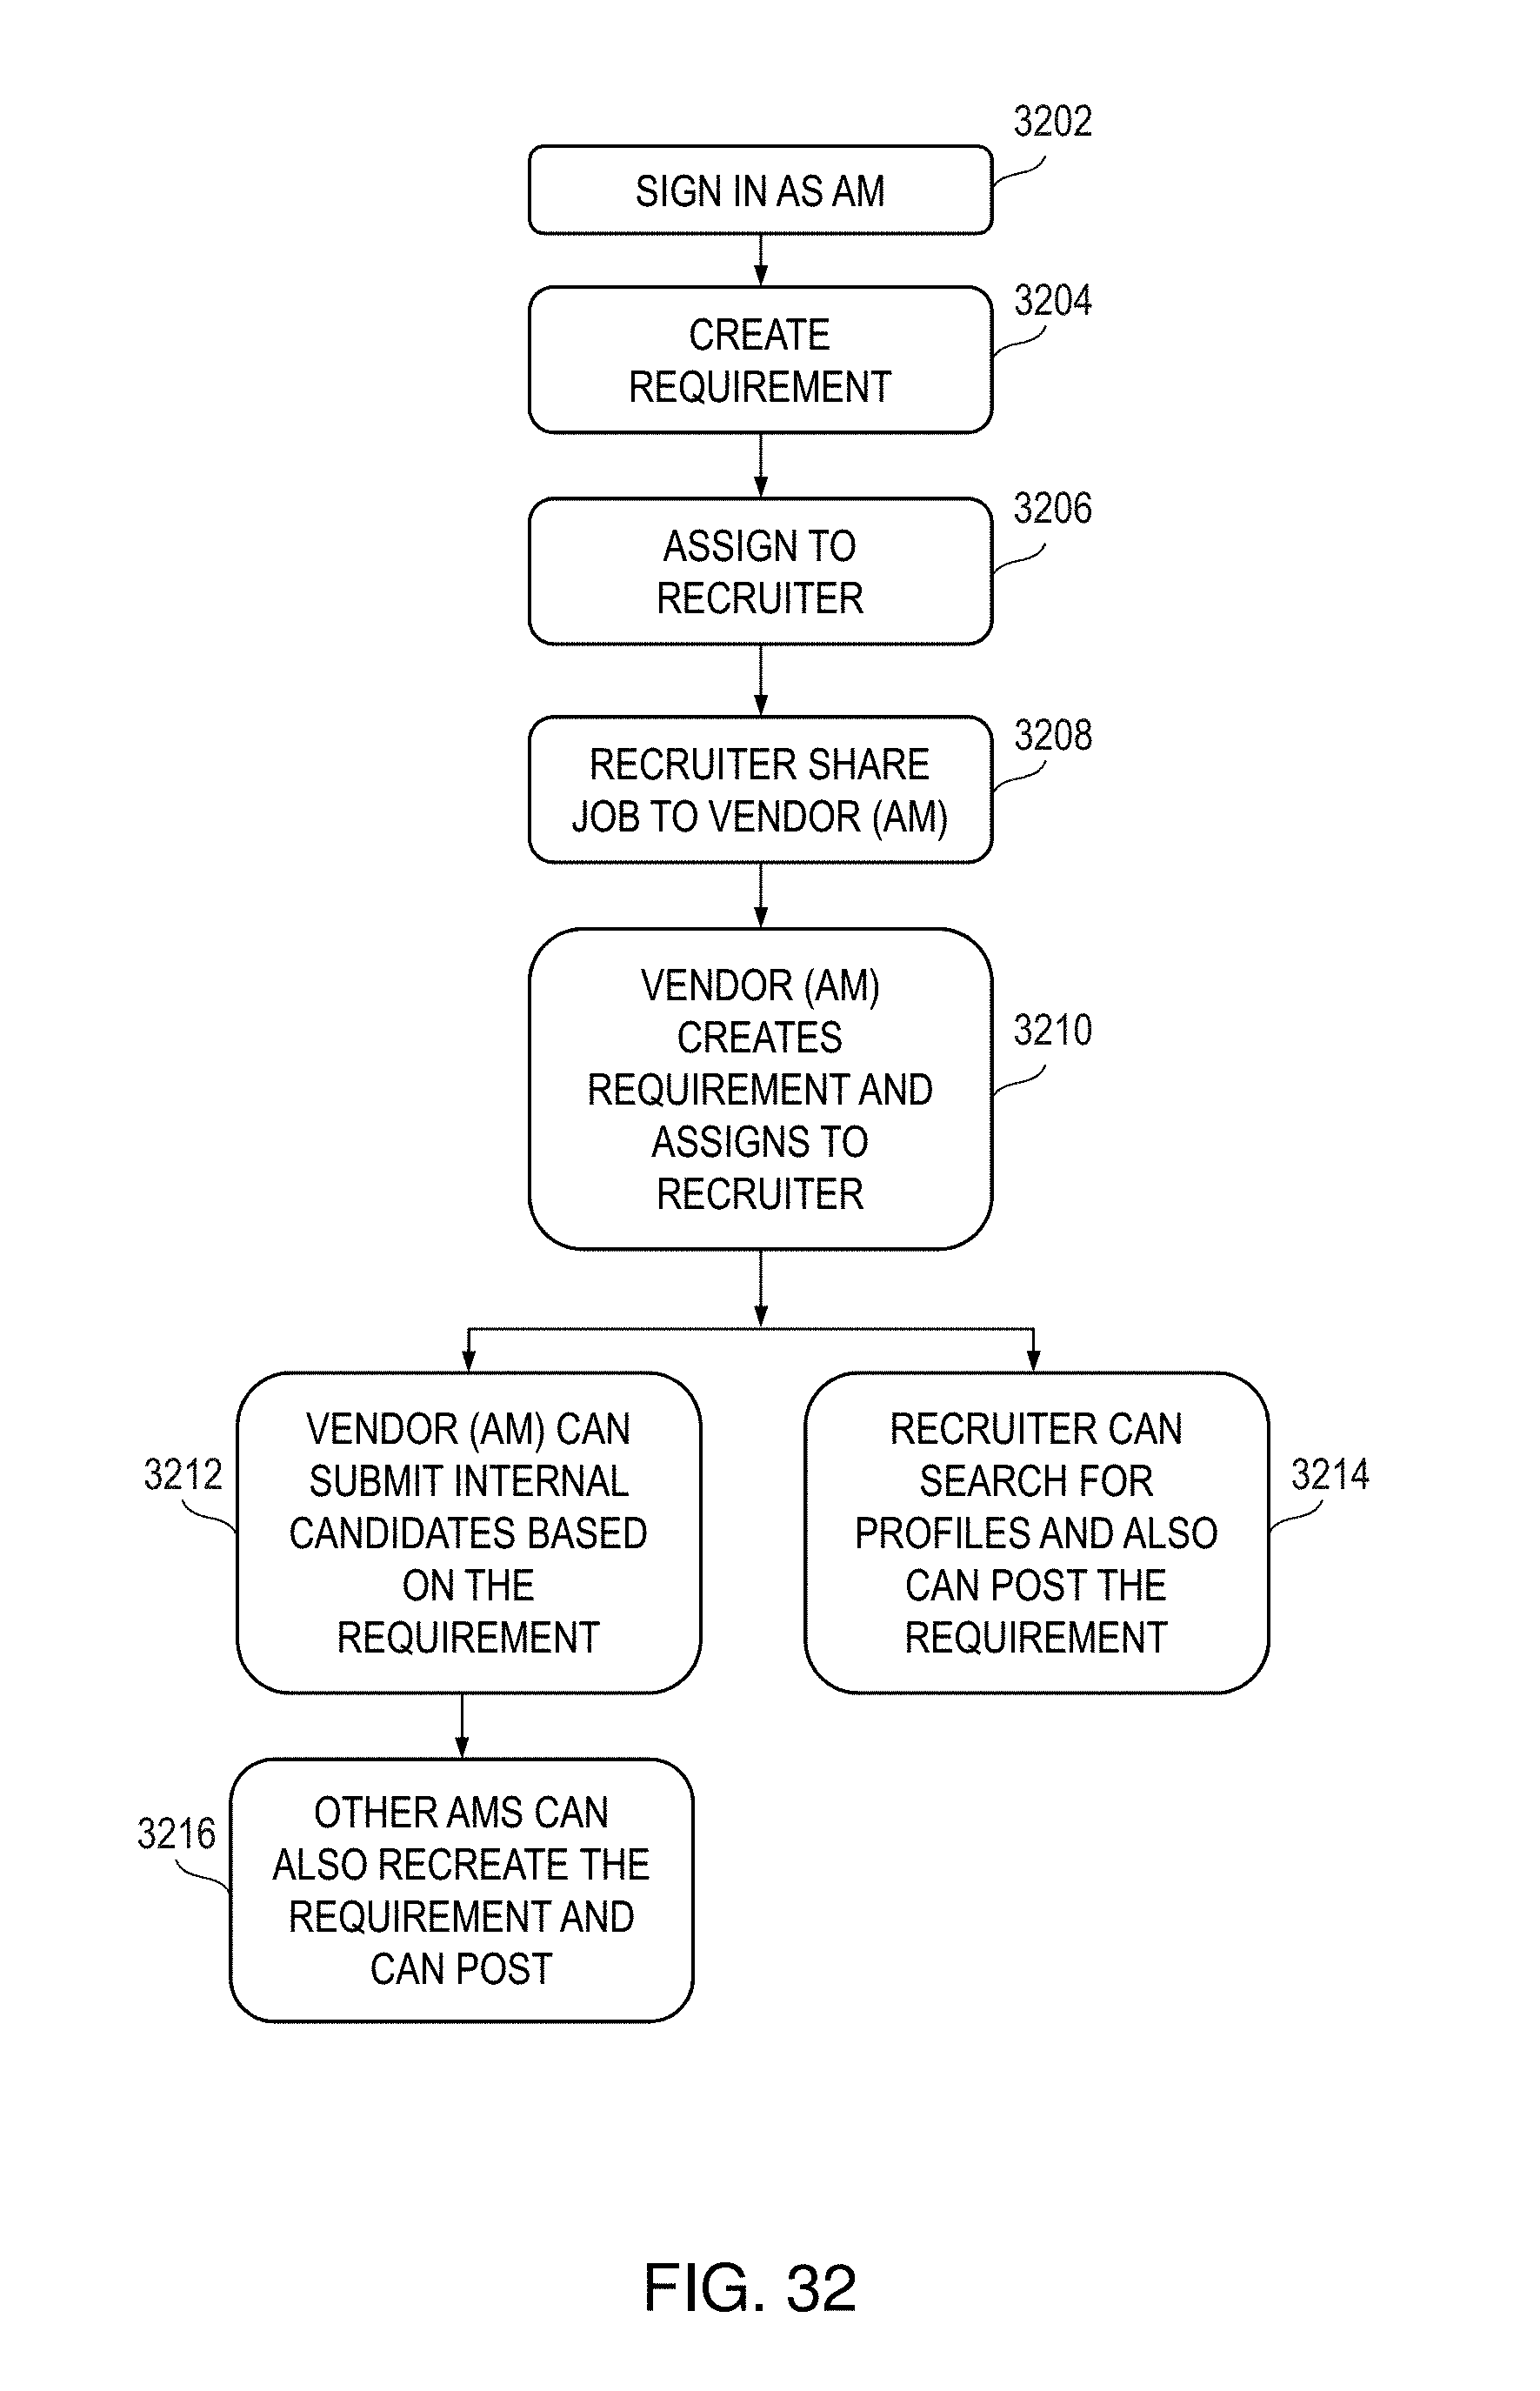 3202
SIGN IN AS AM
3204
CREATE
REQUIREMENT
3206
ASSIGN TO
RECRUITER
3208
RECRUITER SHARE
JOB TO VENDOR (AM)
3210
VENDOR (AM)
CREATES
REQUIREMENT AND
ASSIGNS TO
RECRUITER
3212
VENDOR (AM) CAN
SUBMIT INTERNAL
CANDIDATES BASED
ON THE
REQUIREMENT
3214
RECRUITER CAN
SEARCH FOR
PROFILES AND ALSO
CAN POST THE
REQUIREMENT
3216
OTHER AMS CAN
ALSO RECREATE THE
REQUIREMENT AND
CAN POST
FIG. 32